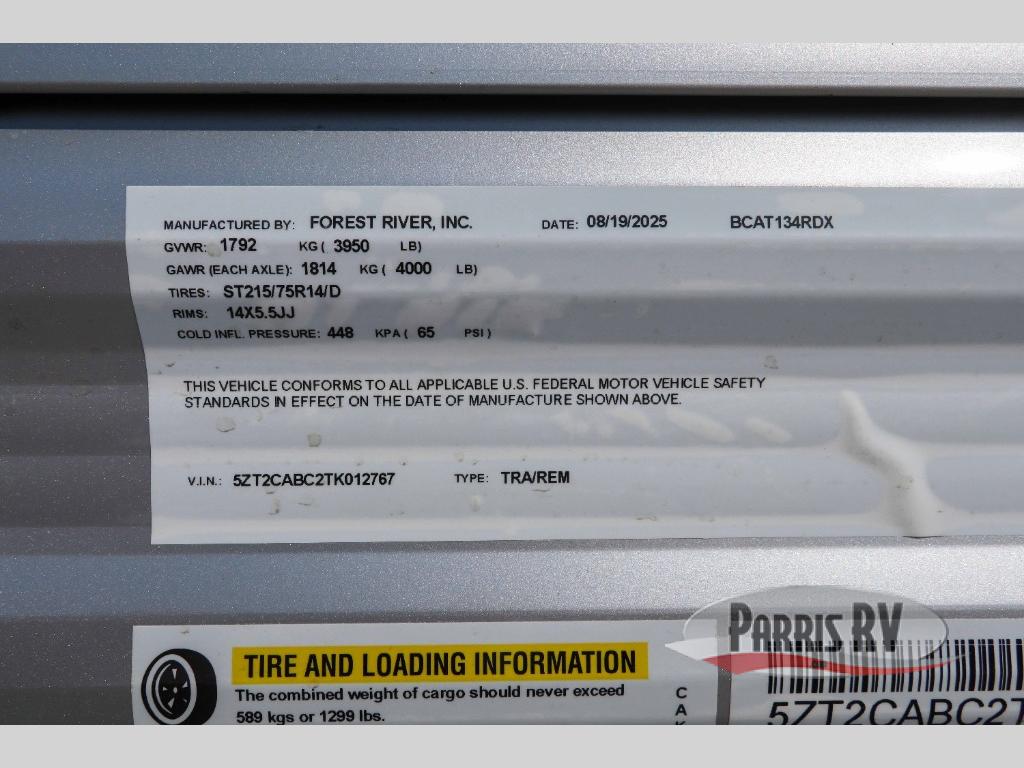 MANUFACTURED BY: FOREST RIVER, INC. DATE: 08/19/2025 BCAT134RDX
GVWR: 1792 KG ( 3950 LB)
GAWR (EACH AXLE): 1814 KG ( 4000 LB)
TIRES: ST215/75R14/D
RIMS: 14X5.5JJ
COLD INFL. PRESSURE: 448 KPA ( 65 PSI )
THIS VEHICLE CONFORMS TO ALL APPLICABLE U.S. FEDERAL MOTOR VEHICLE SAFETY
STANDARDS IN EFFECT ON THE DATE OF MANUFACTURE SHOWN ABOVE.
V.I.N.: 5ZT2CABC2TK012767 TYPE: TRA/REM
PARRIS RV
TIRE AND LOADING INFORMATION
The combined weight of cargo should never exceed
589 kgs or 1299 lbs.
C
A
5ZT2CABC2T